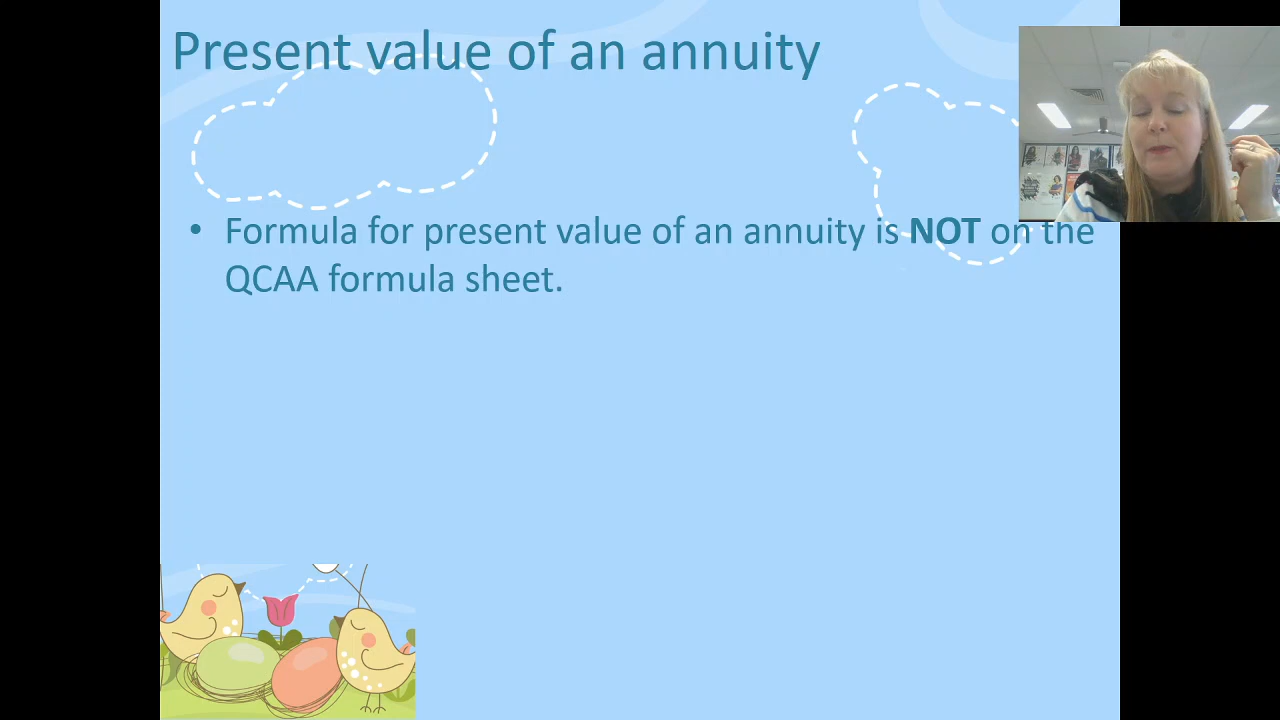 Present value of an annuity
• Formula for present value of an annuity is NOT on the
QCAA formula sheet.